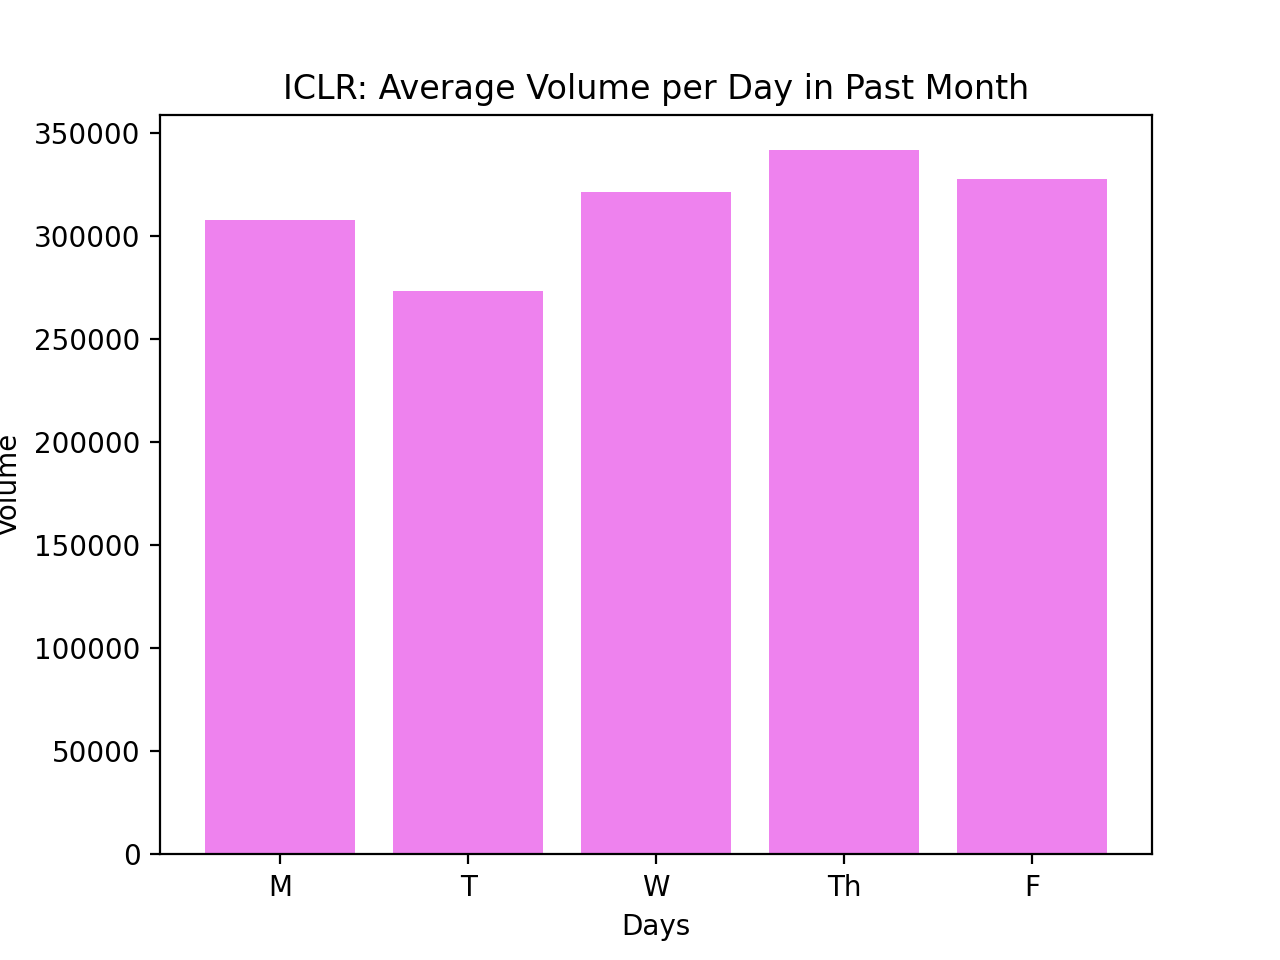 ICLR: Average Volume per Day in Past Month
350000
300000
250000
200000
150000
100000
50000
0
Volume
M T W Th F
Days